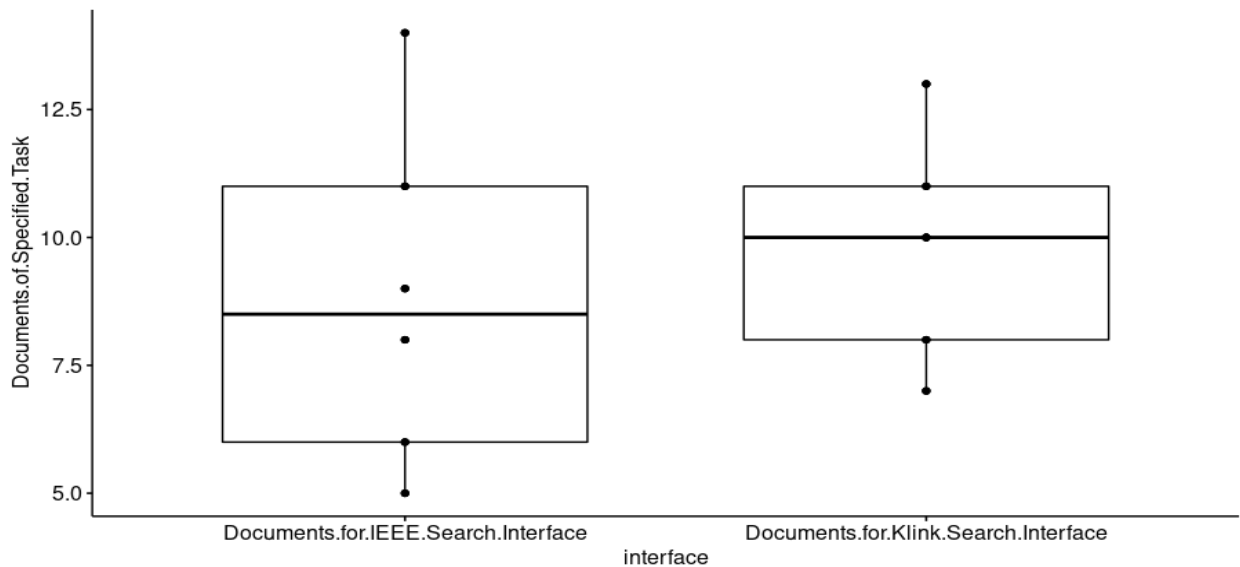 Documents.of.Specified.Task
12.5
10.0
7.5
5.0
Documents.for.IEEE.Search.Interface
Documents.for.Klink.Search.Interface
interface